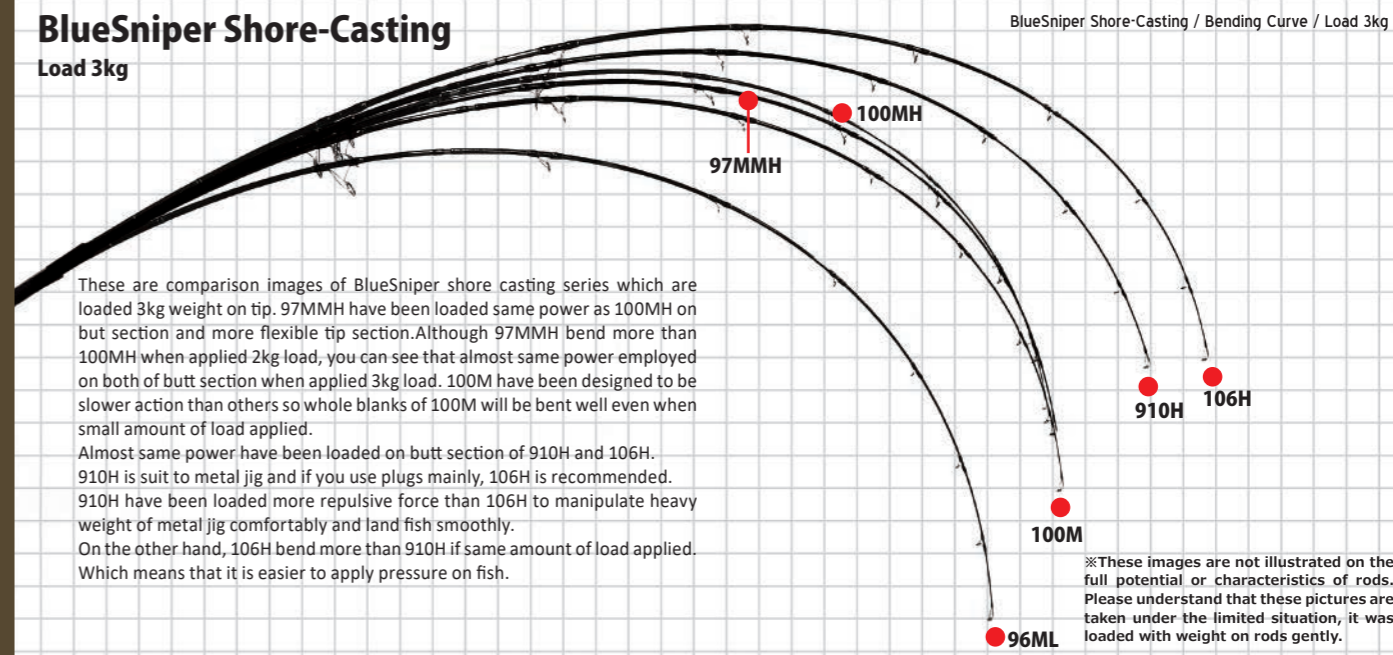 BlueSniper Shore-Casting
Load 3kg
BlueSniper Shore-Casting / Bending Curve / Load 3kg
100MH
97MMH
These are comparison images of BlueSniper shore casting series which are
loaded 3kg weight on tip. 97MMH have been loaded same power as 100MH on
but section and more flexible tip section.Although 97MMH bend more than
100MH when applied 2kg load, you can see that almost same power employed
on both of butt section when applied 3kg load. 100M have been designed to be
slower action than others so whole blanks of 100M will be bent well even when
small amount of load applied.
Almost same power have been loaded on butt section of 910H and 106H.
910H is suit to metal jig and if you use plugs mainly, 106H is recommended.
910H have been loaded more repulsive force than 106H to manipulate heavy
weight of metal jig comfortably and land fish smoothly.
On the other hand, 106H bend more than 910H if same amount of load applied.
Which means that it is easier to apply pressure on fish.
910H
106H
100M
96ML
※These images are not illustrated on the
full potential or characteristics of rods.
Please understand that these pictures are
taken under the limited situation, it was
loaded with weight on rods gently.